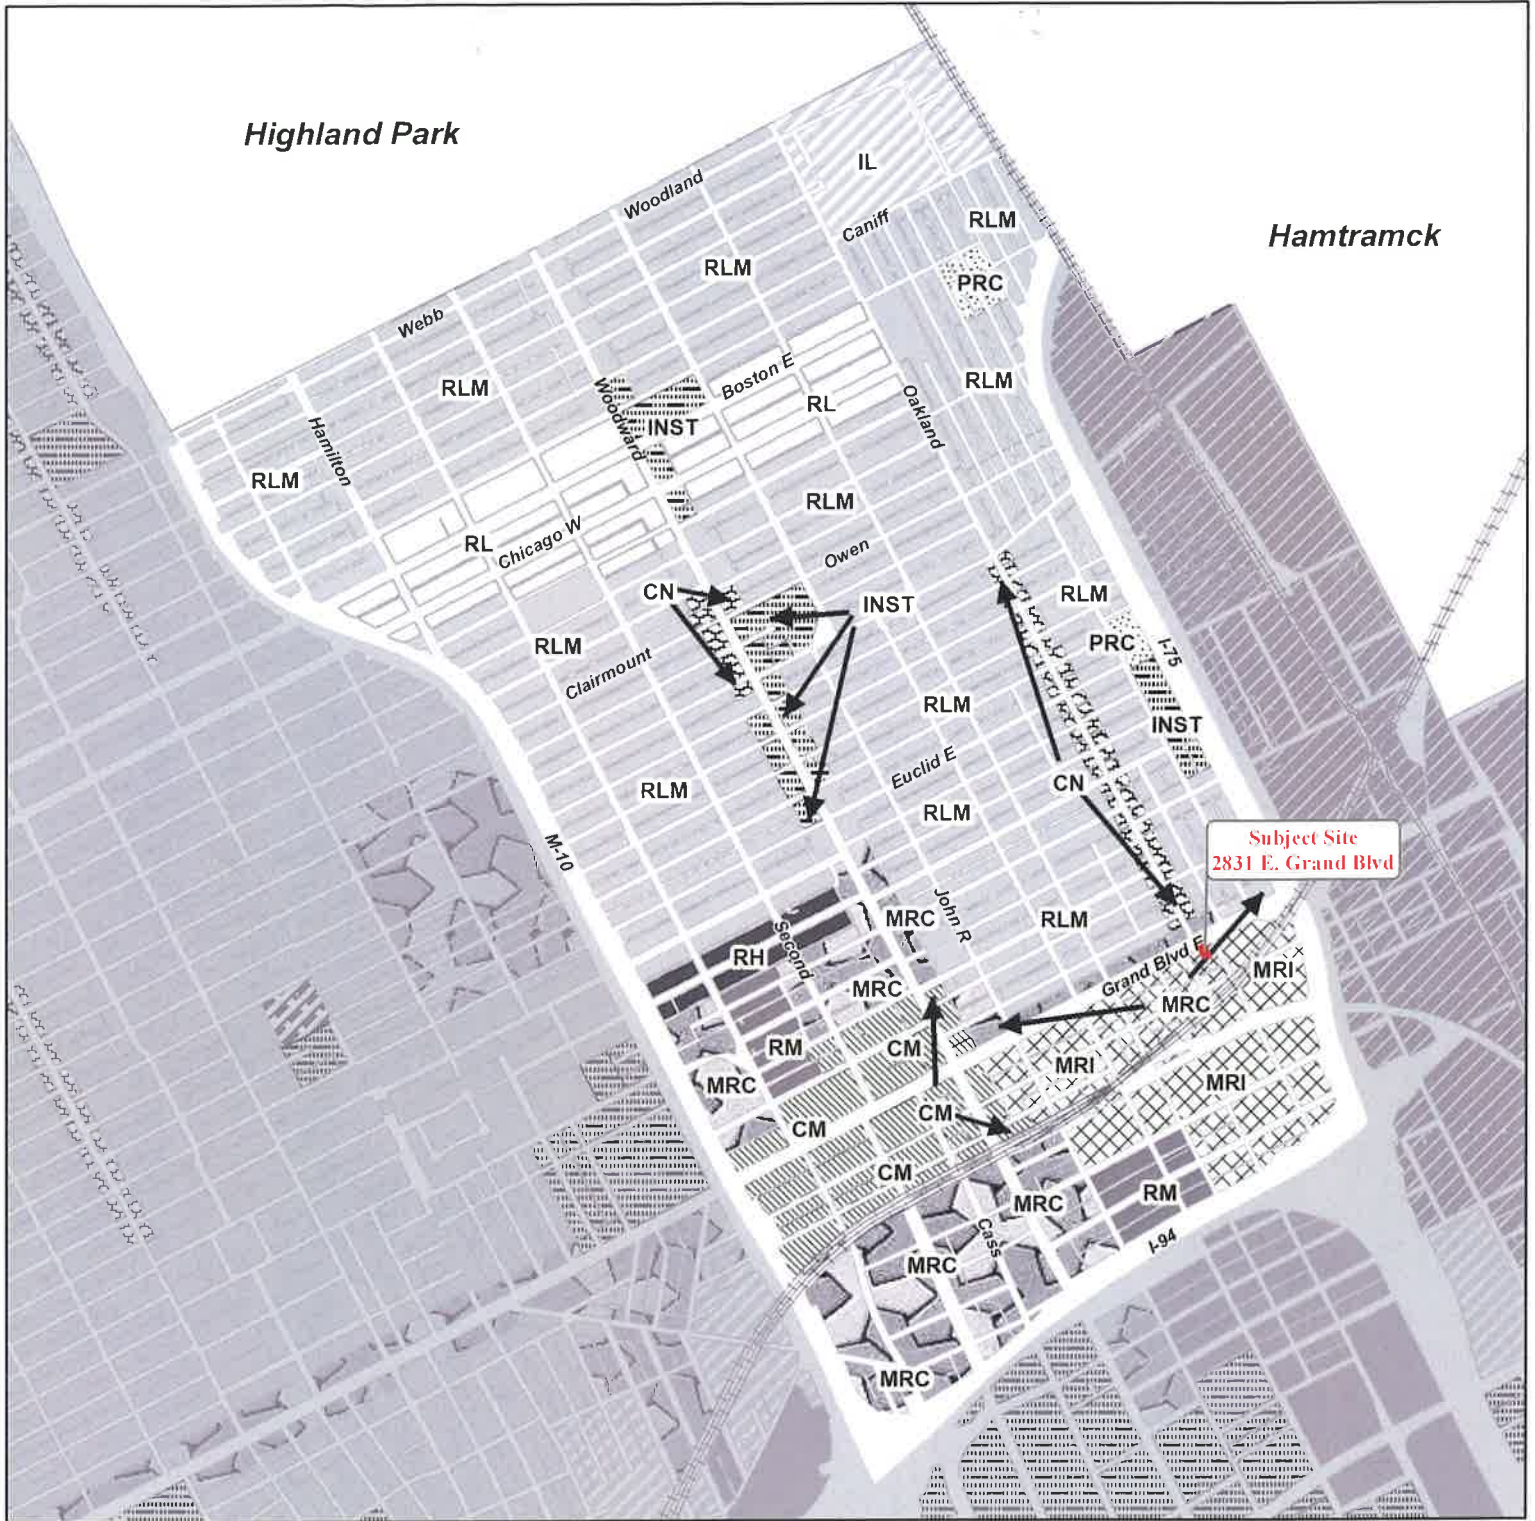 Highland Park
IL
Woodland
Caniff
RLM
Hamtramck
RLM
PRC
Webb
Boston E
RLM
RLM
RL
Woodward
Oakland
INST
Hamilton
RLM
RLM
RL
Chicago W
Owen
CN
INST
RLM
RLM
PRC
I-75
Clairmount
RLM
INST
Euclid E
CN
RLM
RLM
M-10
Subject Site
2831 E. Grand Blvd
John R
MRC
RLM
Second
RH
Grand Blvd E
MRI
MRC
MRC
RM
CM
MRI
MRC
MRI
CM
CM
CM
RM
MRC
Cass
I-94
MRC
MRC